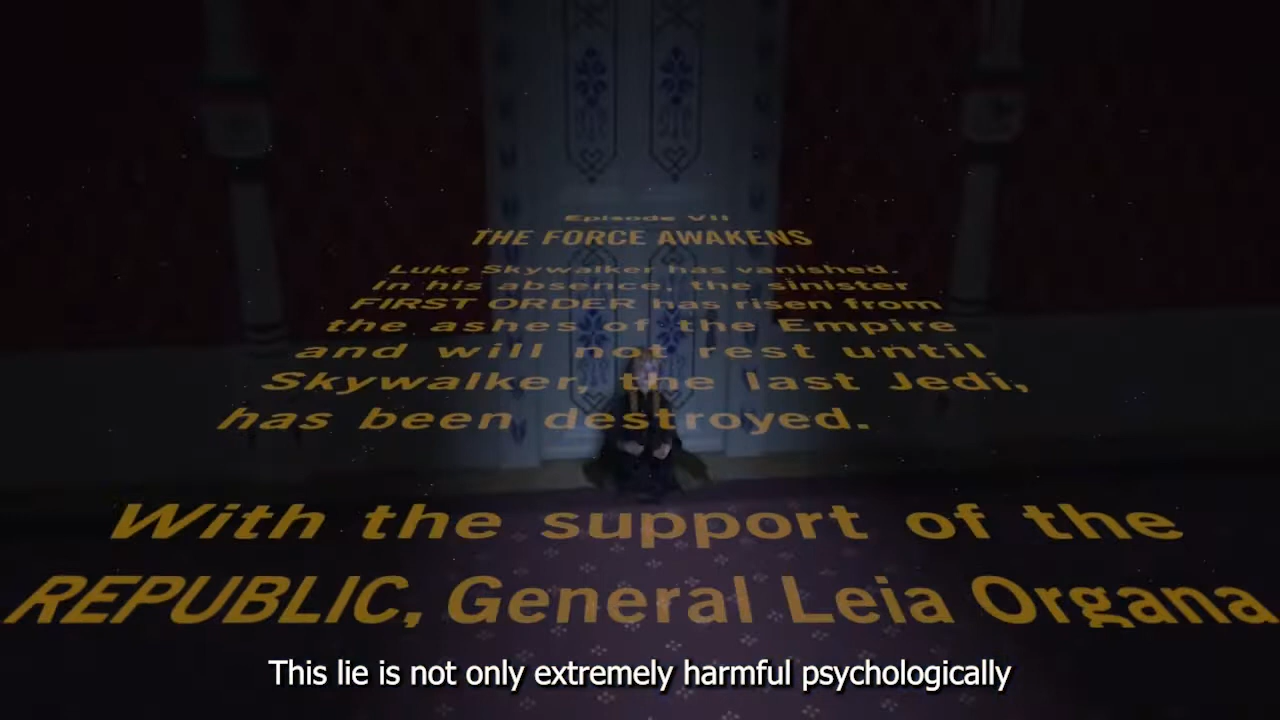 Episode VII
THE FORCE AWAKENS
Luke Skywalker has vanished.
In his absence, the sinister
FIRST ORDER has risen from
the ashes of the Empire
and will not rest until
Skywalker, the last Jedi,
has been destroyed.
With the support of the
REPUBLIC, General Leia Organa
This lie is not only extremely harmful psychologically